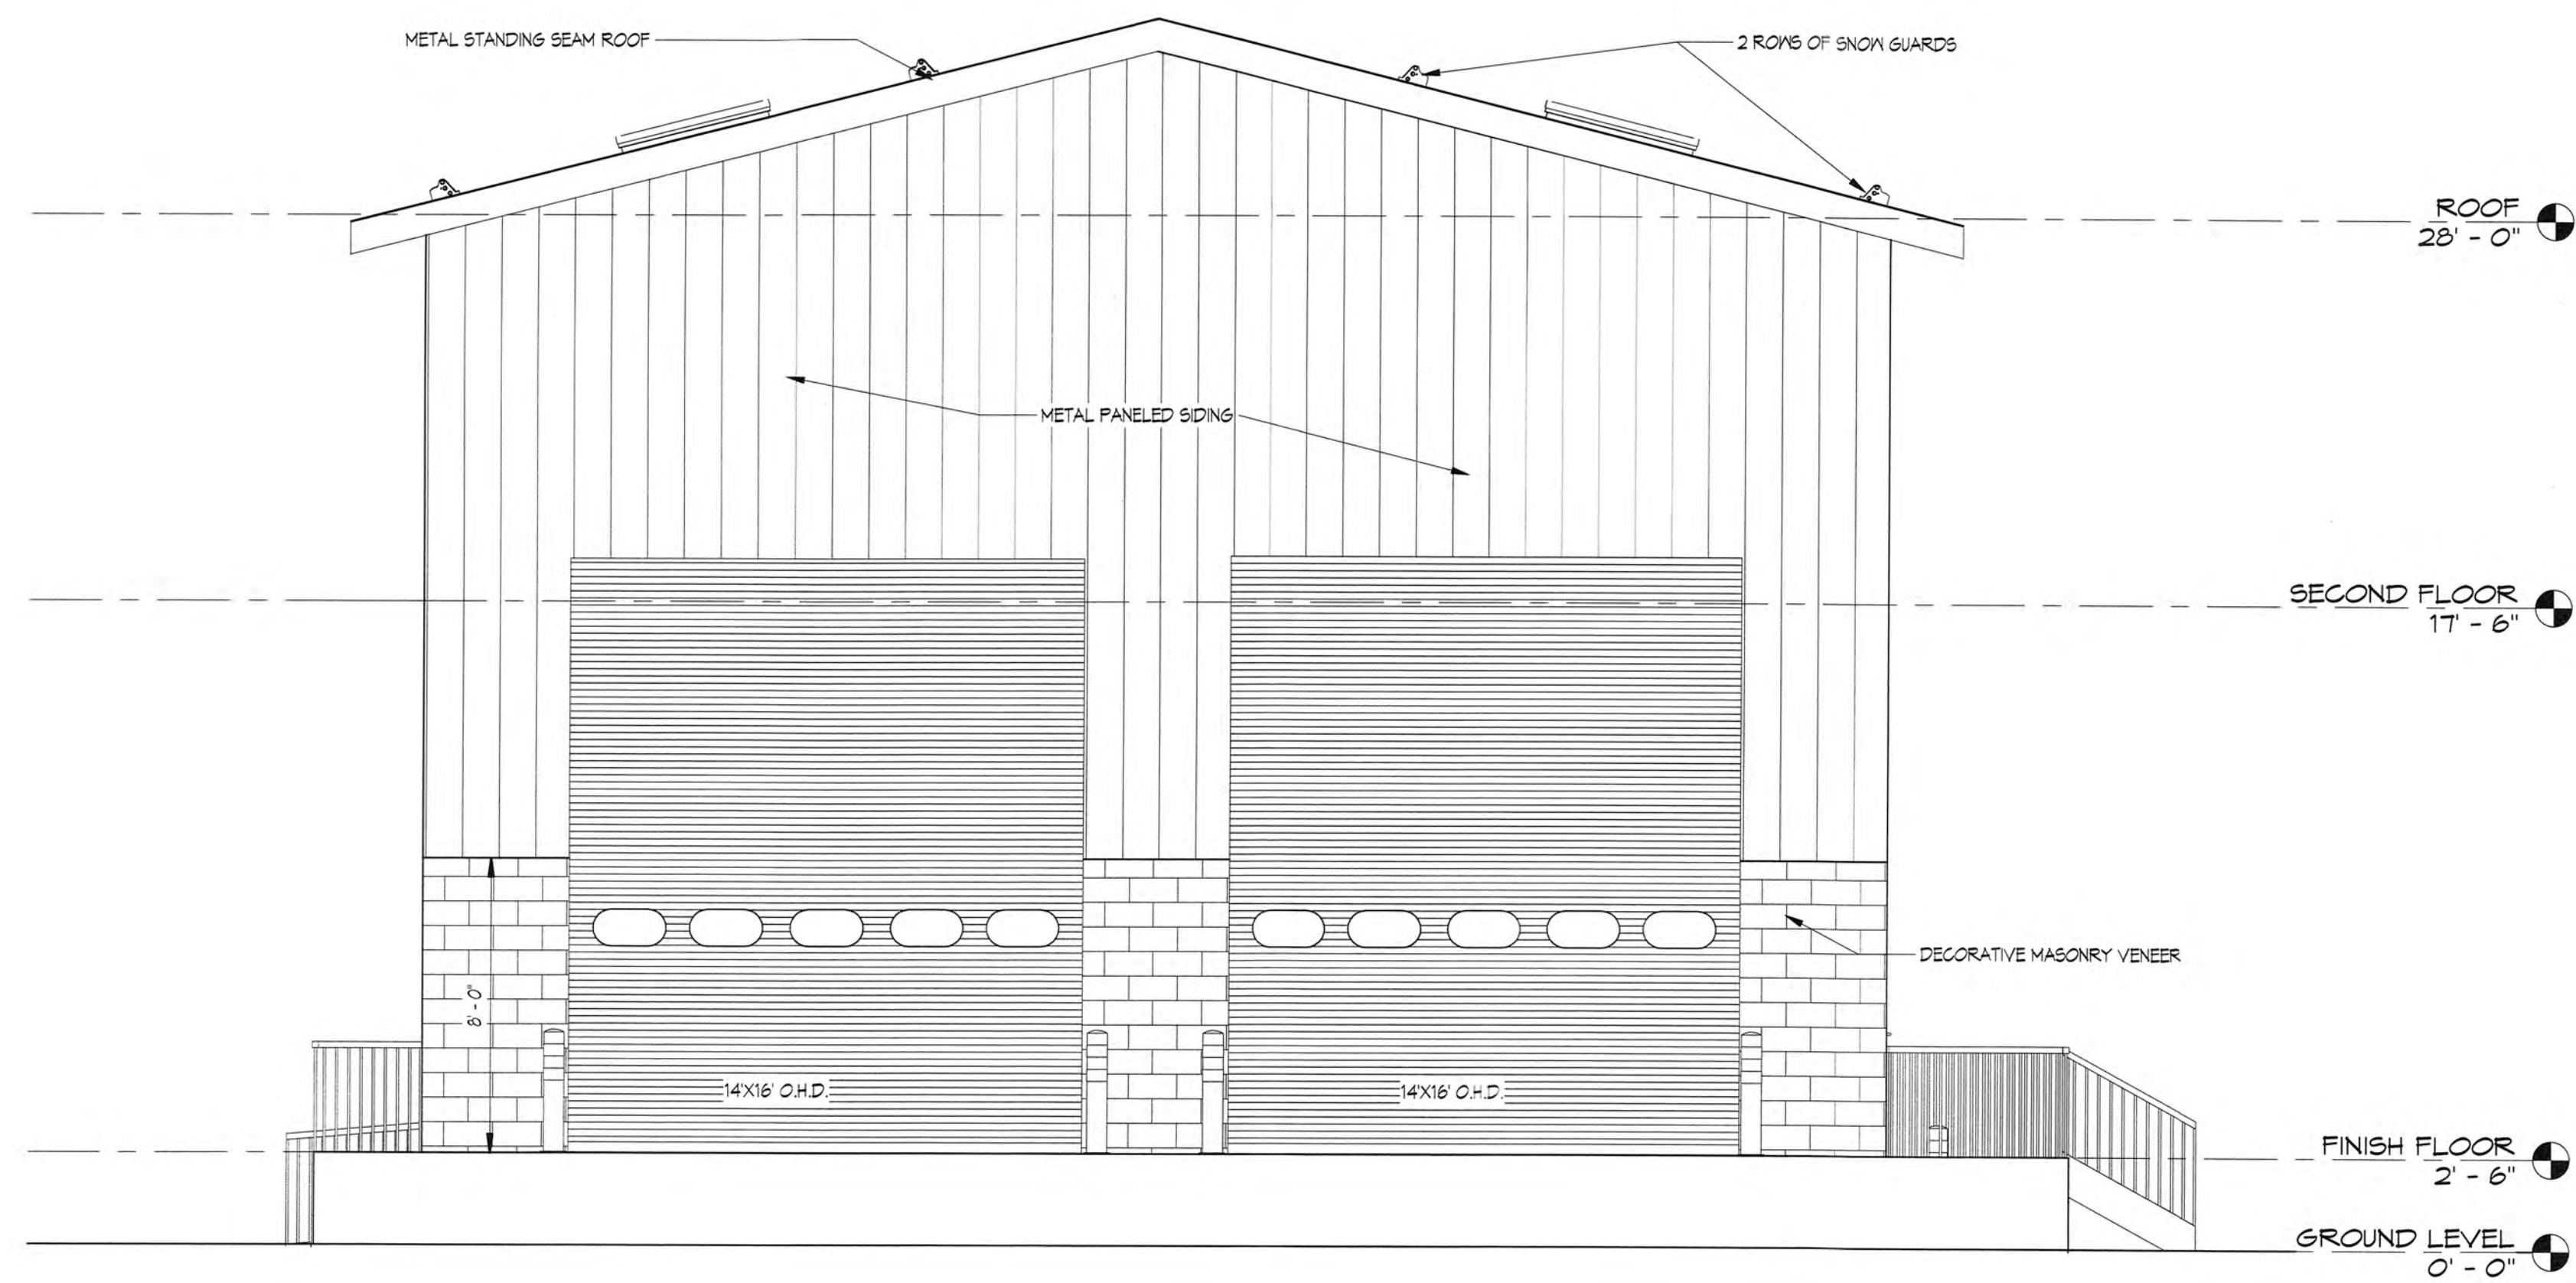 METAL STANDING SEAM ROOF
2 ROWS OF SNOW GUARDS
ROOF
28' - 0"
METAL PANELED SIDING
SECOND FLOOR
17' - 6"
DECORATIVE MASONRY VENEER
8' - 0"
14'X16' O.H.D.
14'X16' O.H.D.
FINISH FLOOR
2' - 6"
GROUND LEVEL
0' - 0"